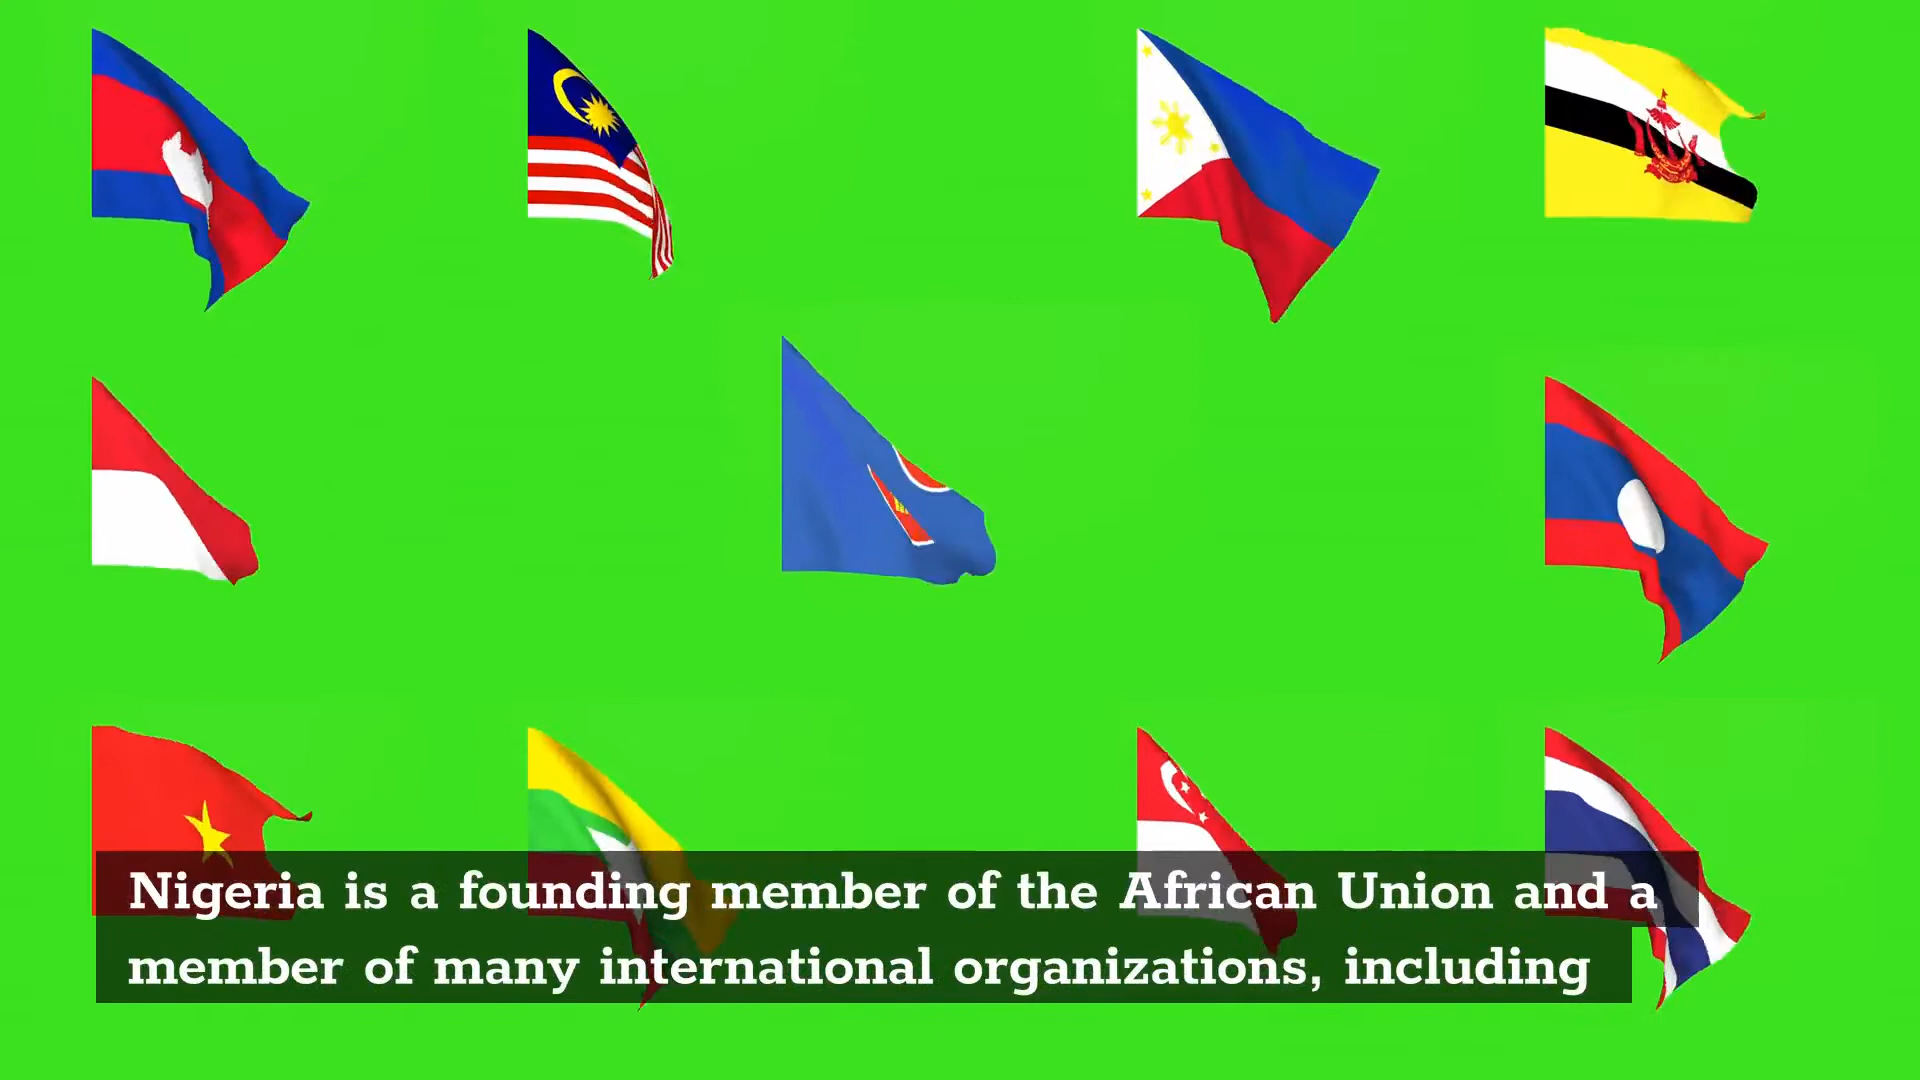 Nigeria is a founding member of the African Union and a
member of many international organizations, including